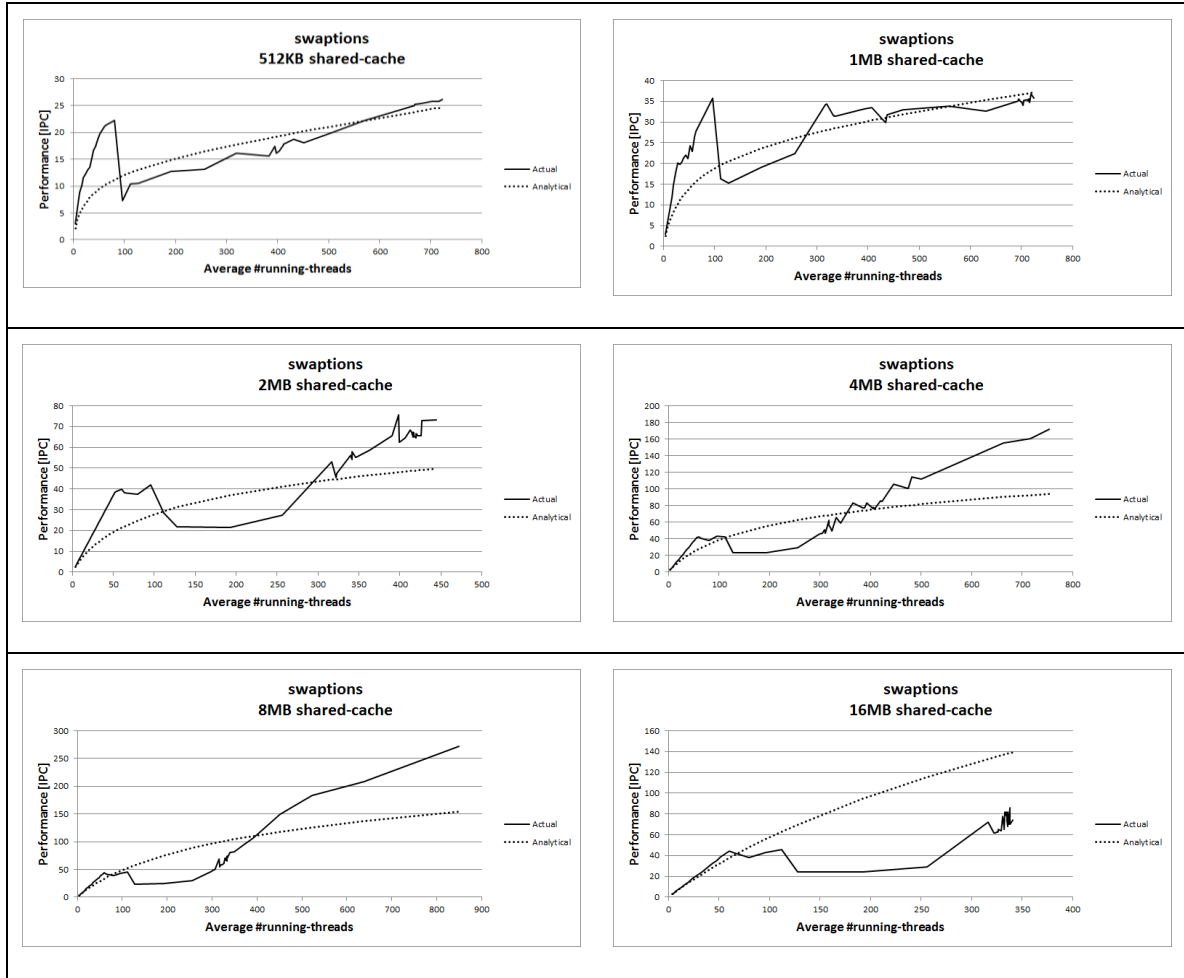 swaptions
512KB shared-cache
Performance [IPC]
30
25
20
15
10
5
0
0 100 200 300 400 500 600 700 800
Average #running-threads
Actual
Analytical
swaptions
1MB shared-cache
Performance [IPC]
40
35
30
25
20
15
10
5
0
0 100 200 300 400 500 600 700 800
Average #running-threads
Actual
Analytical
swaptions
2MB shared-cache
Performance [IPC]
80
70
60
50
40
30
20
10
0
0 50 100 150 200 250 300 350 400 450 500
Average #running-threads
Actual
Analytical
swaptions
4MB shared-cache
Performance [IPC]
200
180
160
140
120
100
80
60
40
20
0
0 100 200 300 400 500 600 700 800
Average #running-threads
Actual
Analytical
swaptions
8MB shared-cache
Performance [IPC]
300
250
200
150
100
50
0
0 100 200 300 400 500 600 700 800 900
Average #running-threads
Actual
Analytical
swaptions
16MB shared-cache
Performance [IPC]
160
140
120
100
80
60
40
20
0
0 50 100 150 200 250 300 350 400
Average #running-threads
Actual
Analytical